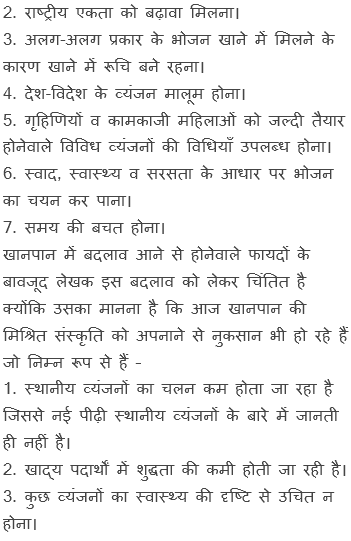 2. राष्ट्रीय एकता को बढ़ावा मिलना।
3. अलग-अलग प्रकार के भोजन खाने में मिलने के
कारण खाने में रूचि बने रहना।
4. देश-विदेश के व्यंजन मालूम होना।
5. गृहिणियों व कामकाजी महिलाओं को जल्दी तैयार
होनेवाले विविध व्यंजनों की विधियाँ उपलब्ध होना।
6. स्वाद, स्वास्थ्य व सरसता के आधार पर भोजन
का चयन कर पाना।
7. समय की बचत होना।
खानपान में बदलाव आने से होनेवाले फायदों के
बावजूद लेखक इस बदलाव को लेकर चिंतित है
क्योंकि उसका मानना है कि आज खानपान की
मिश्रित संस्कृति को अपनाने से नुकसान भी हो रहे हैं
जो निम्न रूप से हैं -
1. स्थानीय व्यंजनों का चलन कम होता जा रहा है
जिससे नई पीढ़ी स्थानीय व्यंजनों के बारे में जानती
ही नहीं है।
2. खाद्य पदार्थों में शुद्धता की कमी होती जा रही है।
3. कुछ व्यंजनों का स्वास्थ्य की दृष्टि से उचित न
होना।